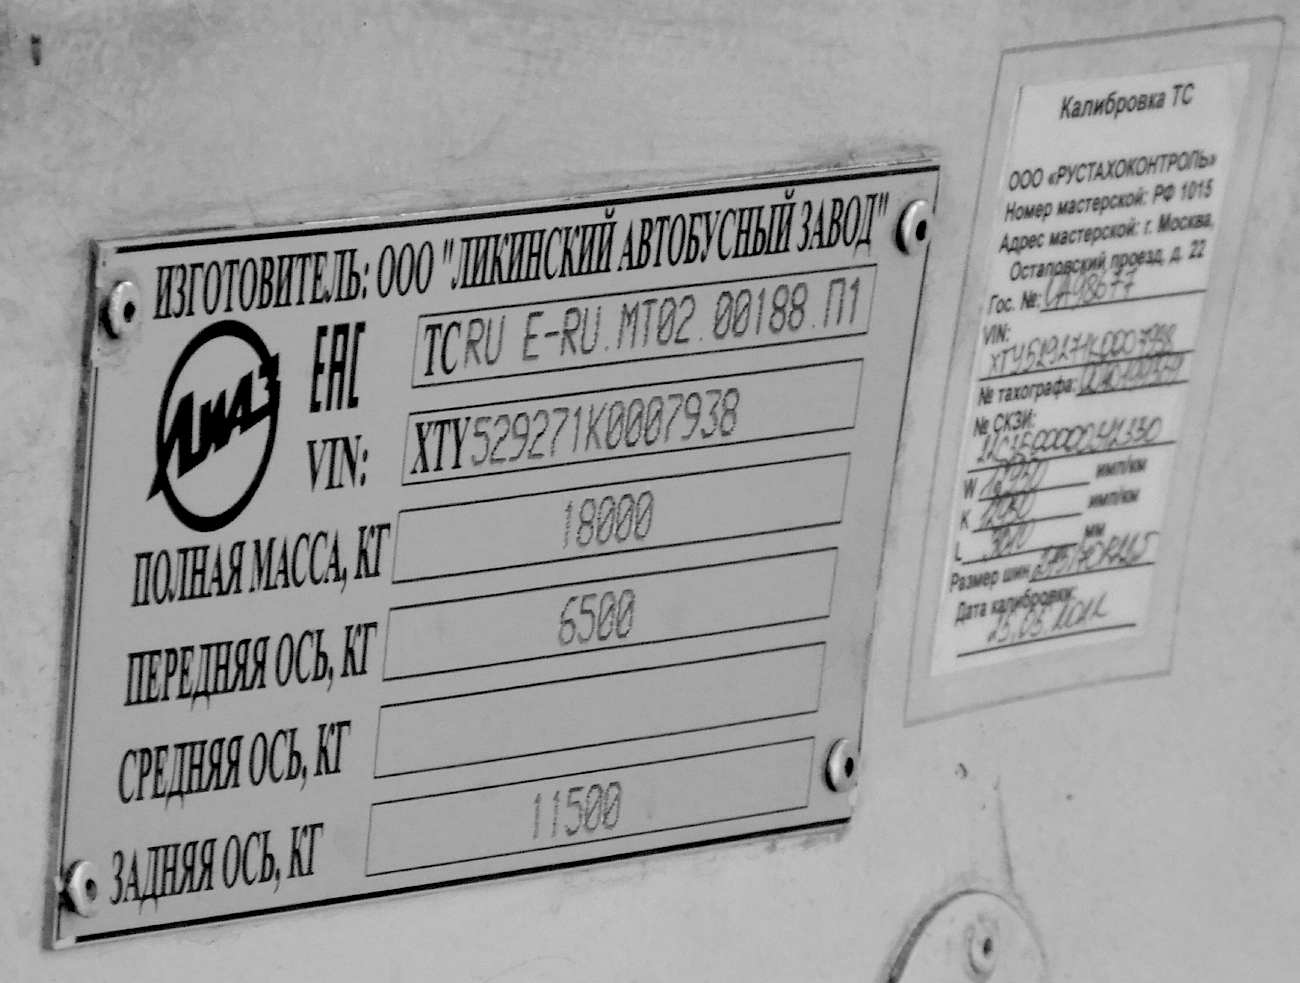 ИЗГОТОВИТЕЛЬ: ООО "ЛИКИНСКИЙ АВТОБУСНЫЙ ЗАВОД"
ЛИАЗ
ЕАС
ТС RU E-RU.МТ02.00188.П1
VIN: XTY529271K0007938
ПОЛНАЯ МАССА, КГ 18000
ПЕРЕДНЯЯ ОСЬ, КГ 6500
СРЕДНЯЯ ОСЬ, КГ
ЗАДНЯЯ ОСЬ, КГ 11500
Калибровка ТС
ООО «РУСТАХОКОНТРОЛЬ»
Номер мастерской: РФ 1015
Адрес мастерской: г. Москва,
Остаповский проезд, д. 22
Гос. №:
VIN:
XTY529271K0007938
№ тахографа:
№ СКЗИ:
W имп/км
K имп/км
L мм
Размер шин
Дата калибровки: